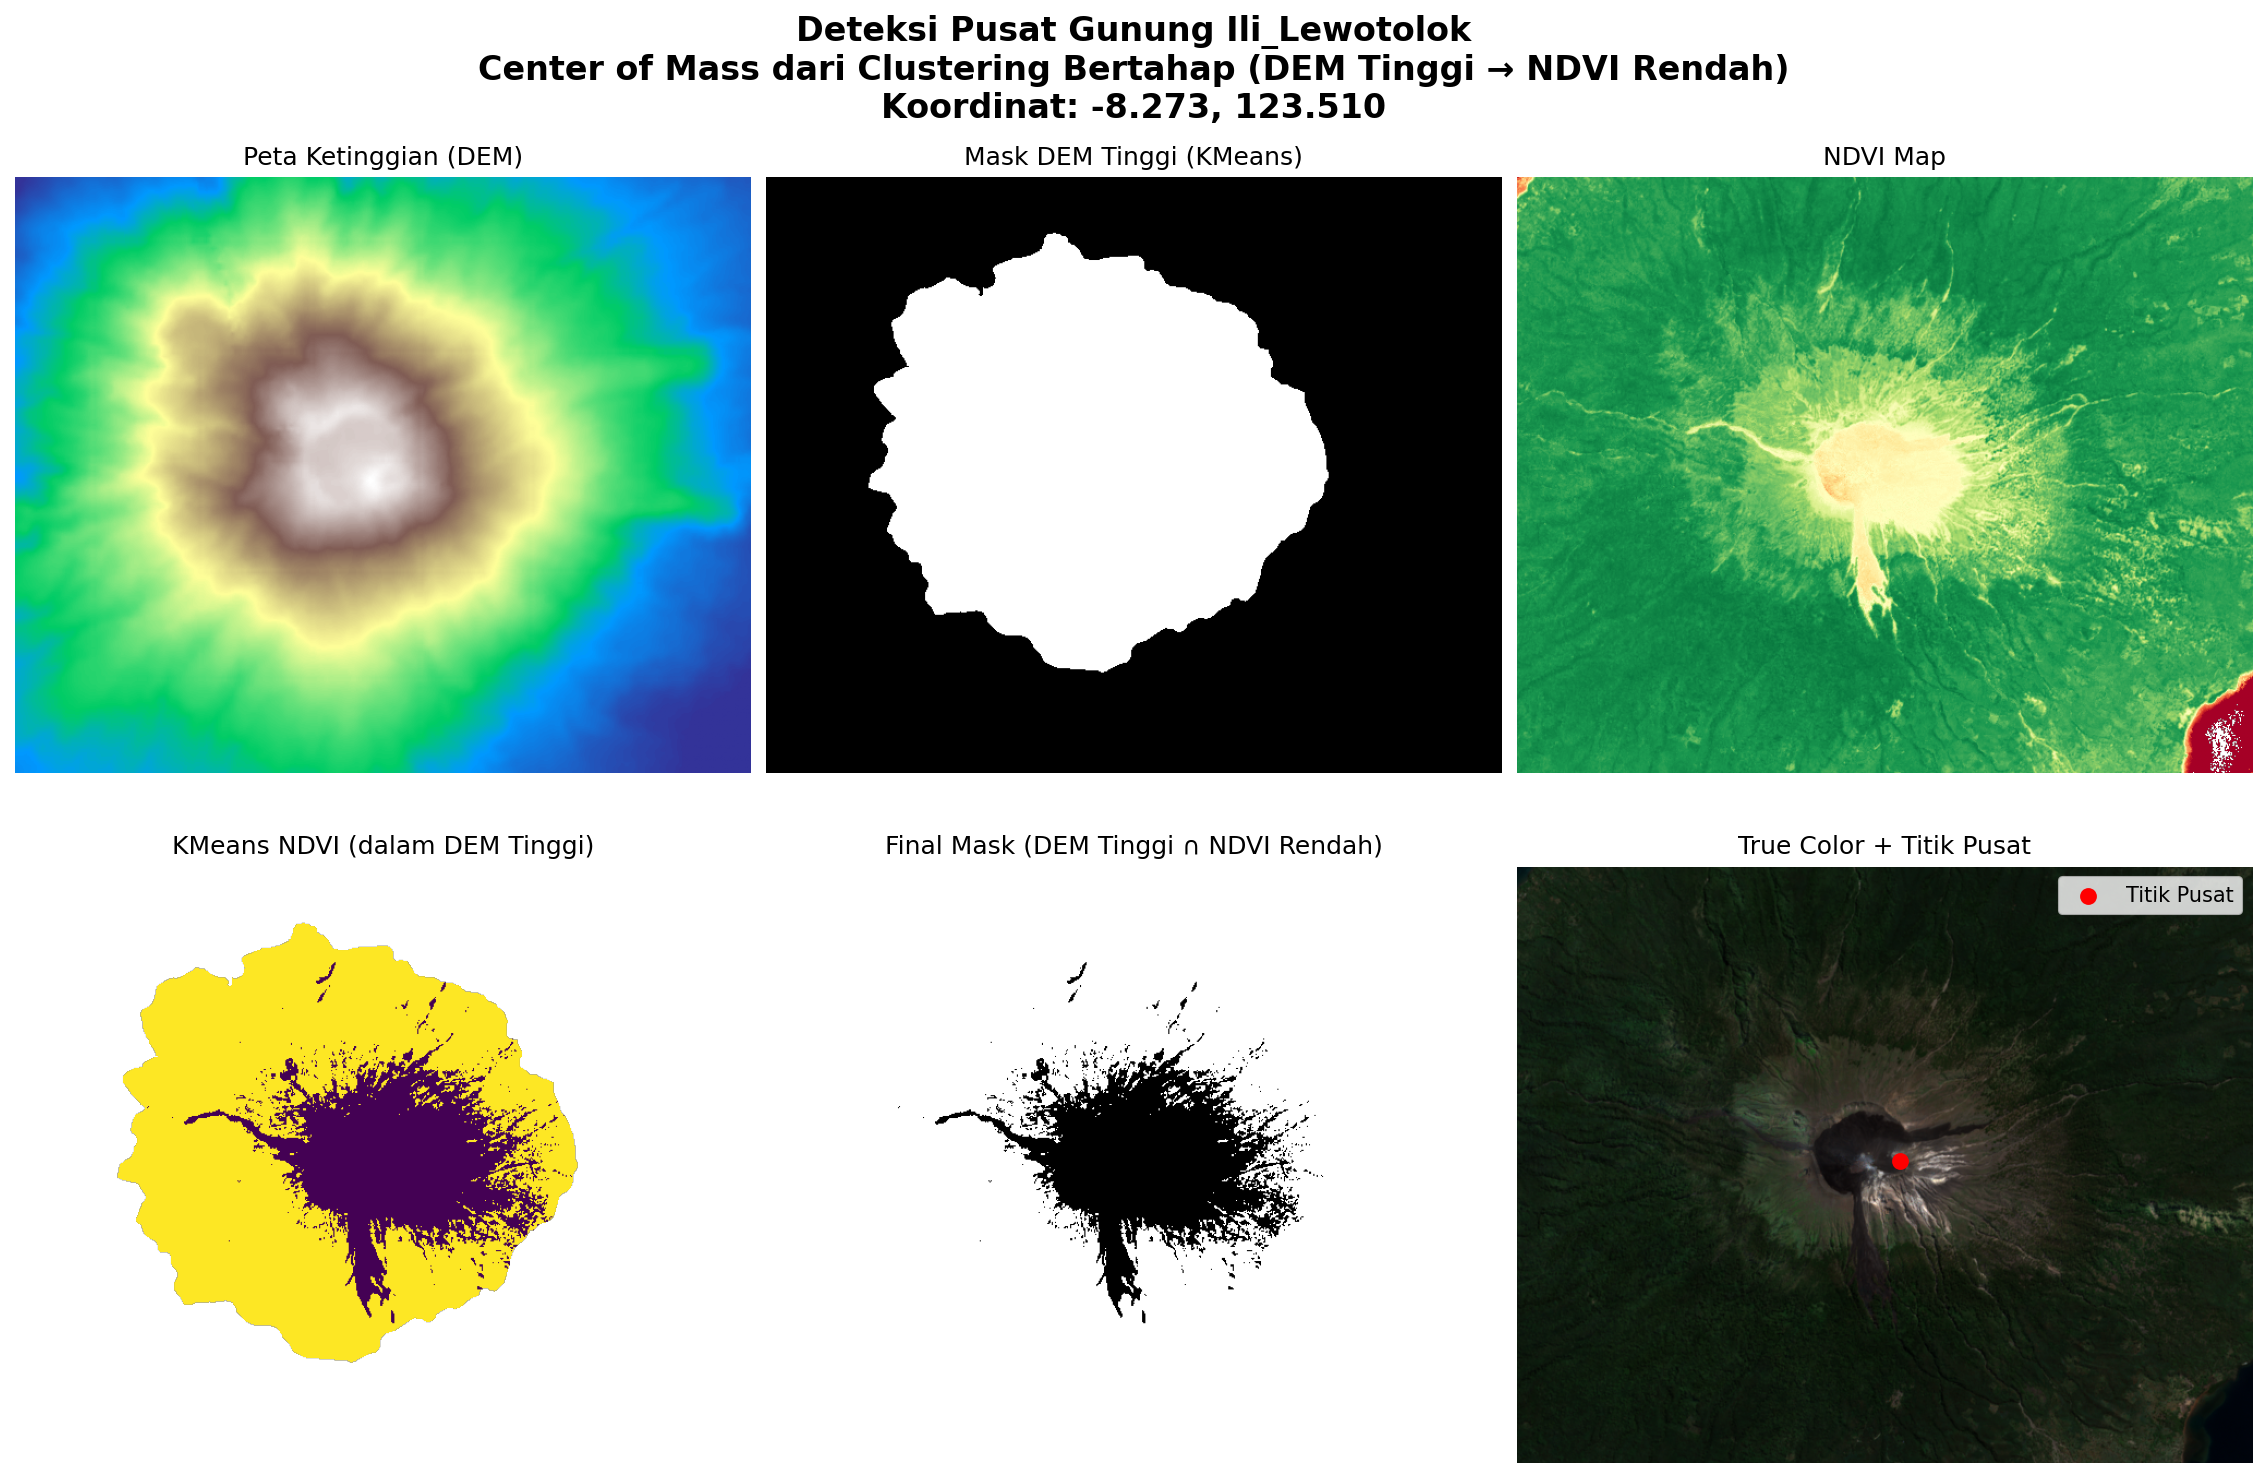 Deteksi Pusat Gunung Ili_Lewotolok
Center of Mass dari Clustering Bertahap (DEM Tinggi → NDVI Rendah)
Koordinat: -8.273, 123.510
Peta Ketinggian (DEM)
Mask DEM Tinggi (KMeans)
NDVI Map
KMeans NDVI (dalam DEM Tinggi)
Final Mask (DEM Tinggi ∩ NDVI Rendah)
True Color + Titik Pusat
Titik Pusat